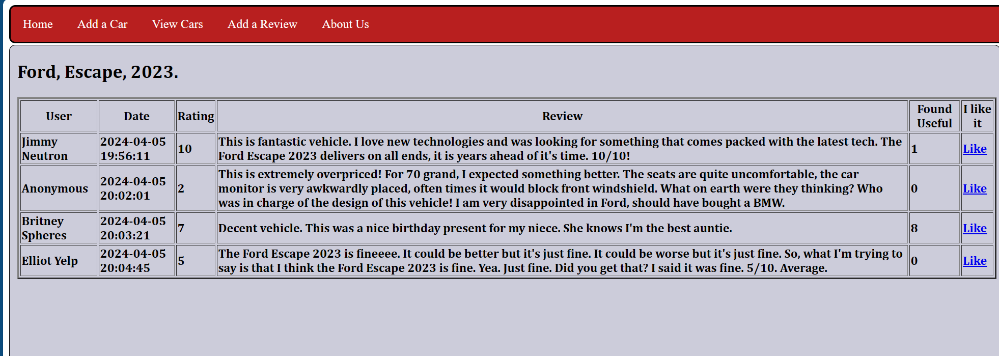 Home Add a Car View Cars Add a Review About Us
Ford, Escape, 2023.
User Date Rating Review Found Useful I like it
Jimmy Neutron 2024-04-05 19:56:11 10 This is fantastic vehicle. I love new technologies and was looking for something that comes packed with the latest tech. The
Ford Escape 2023 delivers on all ends, it is years ahead of it's time. 10/10! 1 Like
Anonymous 2024-04-05 20:02:01 2 This is extremely overpriced! For 70 grand, I expected something better. The seats are quite uncomfortable, the car
monitor is very awkwardly placed, often times it would block front windshield. What on earth were they thinking? Who
was in charge of the design of this vehicle! I am very disappointed in Ford, should have bought a BMW. 0 Like
Britney Spheres 2024-04-05 20:03:21 7 Decent vehicle. This was a nice birthday present for my niece. She knows I'm the best auntie. 8 Like
Elliot Yelp 2024-04-05 20:04:45 5 The Ford Escape 2023 is fineeee. It could be better but it's just fine. It could be worse but it's just fine. So, what I'm trying to
say is that I think the Ford Escape 2023 is fine. Yea. Just fine. Did you get that? I said it was fine. 5/10. Average. 0 Like